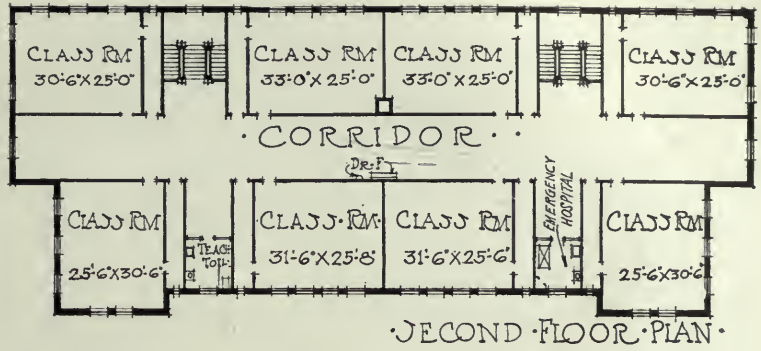 CLASS RM
30'-6"X25'-0"
CLASS RM
33'-0"X25'-0"
CLASS RM
33'-0"X25'-0"
CLASS RM
30'-6"X25'-0"
·CORRIDOR··
DR.F.
CLASS RM
25'-6"X30'-6"
TEACH
TOIL.
CLASS·RM·
31'-6"X25'-8"
CLASS RM
31'-6"X25'-6"
EMERGENCY
HOSPITAL
CLASS RM
25'-6"X30'-6"
·SECOND·FLOOR·PLAN·